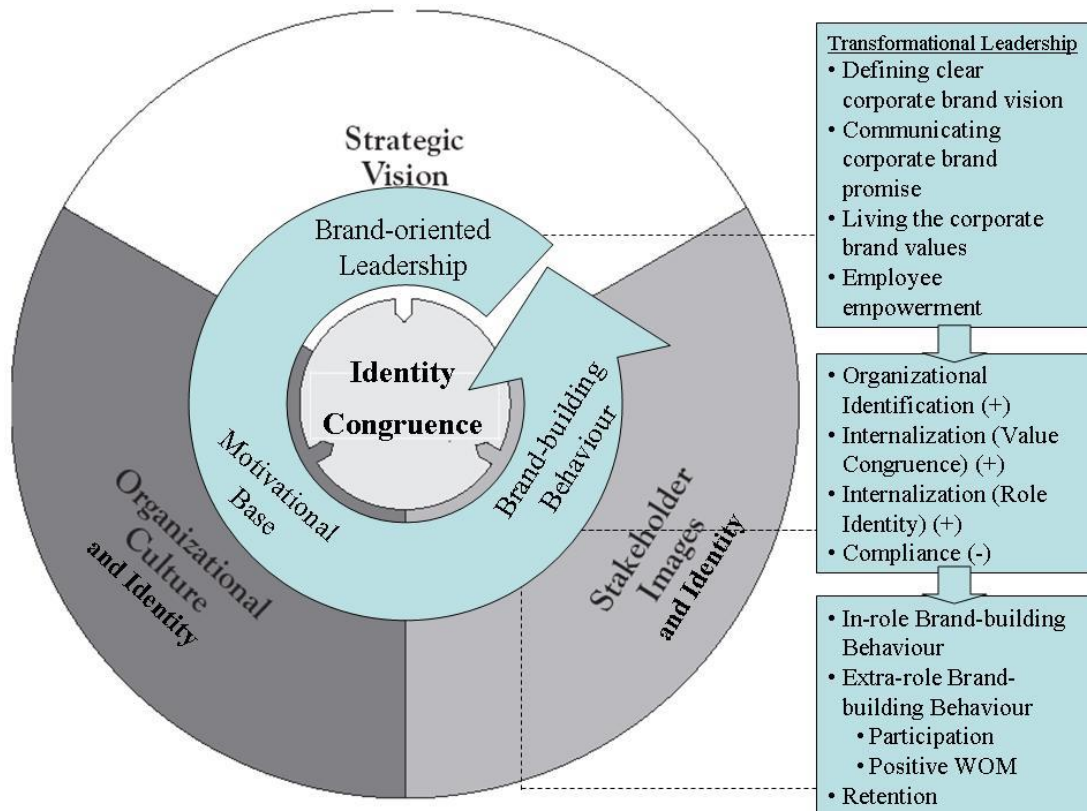 Strategic
Vision
Brand-oriented
Leadership
Identity
Congruence
Motivational
Base
Brand-building
Behaviour
Organizational
Culture
and Identity
Stakeholder
Images
and Identity
Transformational Leadership
• Defining clear
corporate brand vision
• Communicating
corporate brand
promise
• Living the corporate
brand values
• Employee
empowerment
• Organizational
Identification (+)
• Internalization (Value
Congruence) (+)
• Internalization (Role
Identity) (+)
• Compliance (-)
• In-role Brand-building
Behaviour
• Extra-role Brand-
building Behaviour
• Participation
• Positive WOM
• Retention